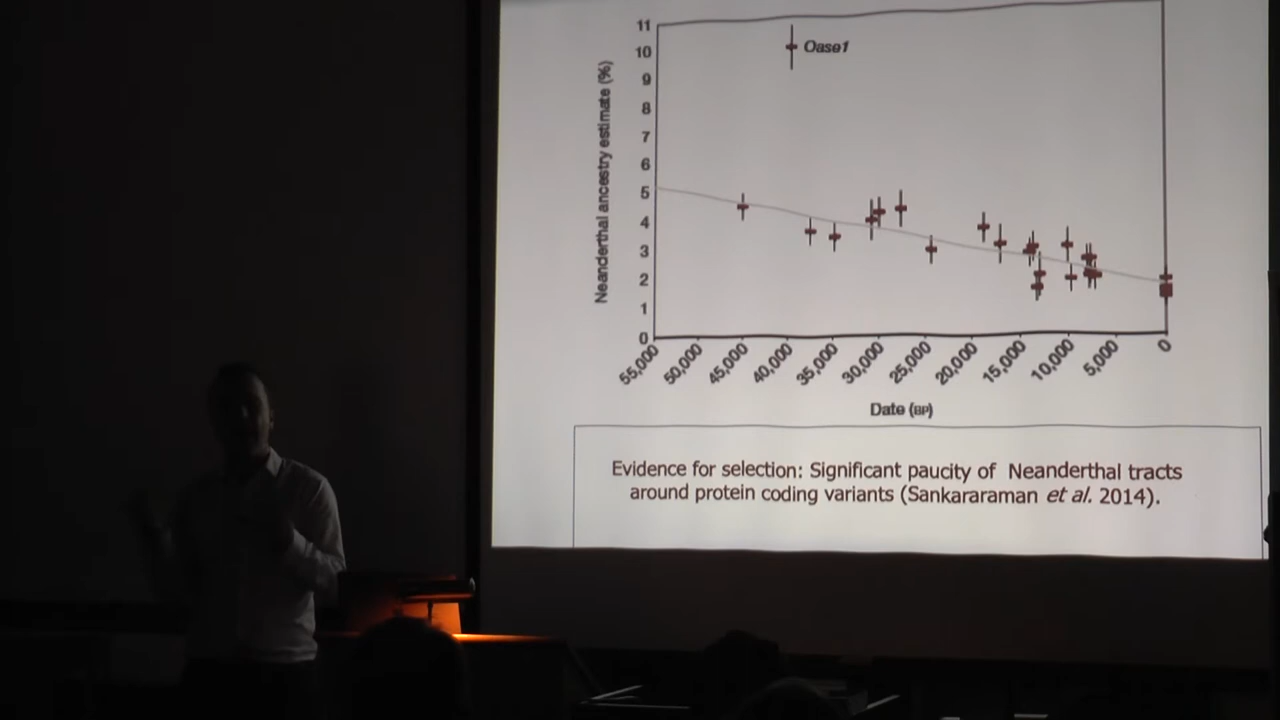 11
Oase1
10
9
8
7
6
5
4
3
2
1
0
Neanderthal ancestry estimate (%)
55,000 50,000 45,000 40,000 35,000 30,000 25,000 20,000 15,000 10,000 5,000 0
Date (BP)
Evidence for selection: Significant paucity of Neanderthal tracts
around protein coding variants (Sankararaman et al. 2014).